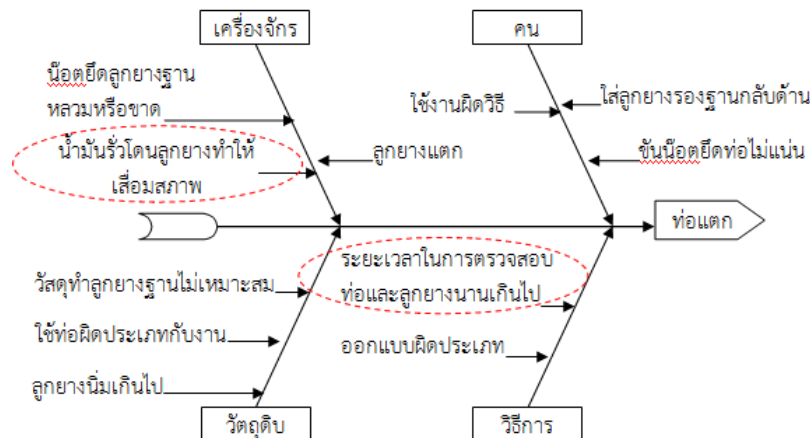 เครื่องจักร
คน
น๊อตยึดลูกยางฐาน
หลวมหรือขาด
ใช้งานผิดวิธี
ใส่ลูกยางรองฐานกลับด้าน
น้ำมันรั่วโดนลูกยางทำให้
เสื่อมสภาพ
ลูกยางแตก
ขันน๊อตยึดท่อไม่แน่น
ท่อแตก
วัสดุทำลูกยางฐานไม่เหมาะสม
ระยะเวลาในการตรวจสอบ
ท่อและลูกยางนานเกินไป
ใช้ท่อผิดประเภทกับงาน
ออกแบบผิดประเภท
ลูกยางนิ่มเกินไป
วัตถุดิบ
วิธีการ